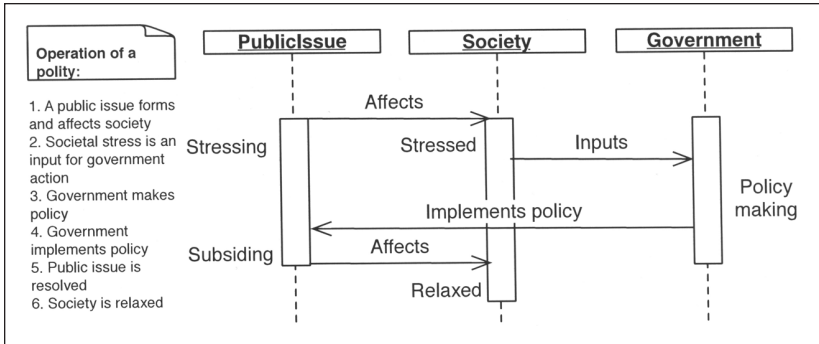 Operation of a
polity:
1. A public issue forms
and affects society
2. Societal stress is an
input for government
action
3. Government makes
policy
4. Government
implements policy
5. Public issue is
resolved
6. Society is relaxed
PublicIssue
Society
Government
Affects
Stressing
Stressed
Inputs
Policy
making
Implements policy
Subsiding
Affects
Relaxed